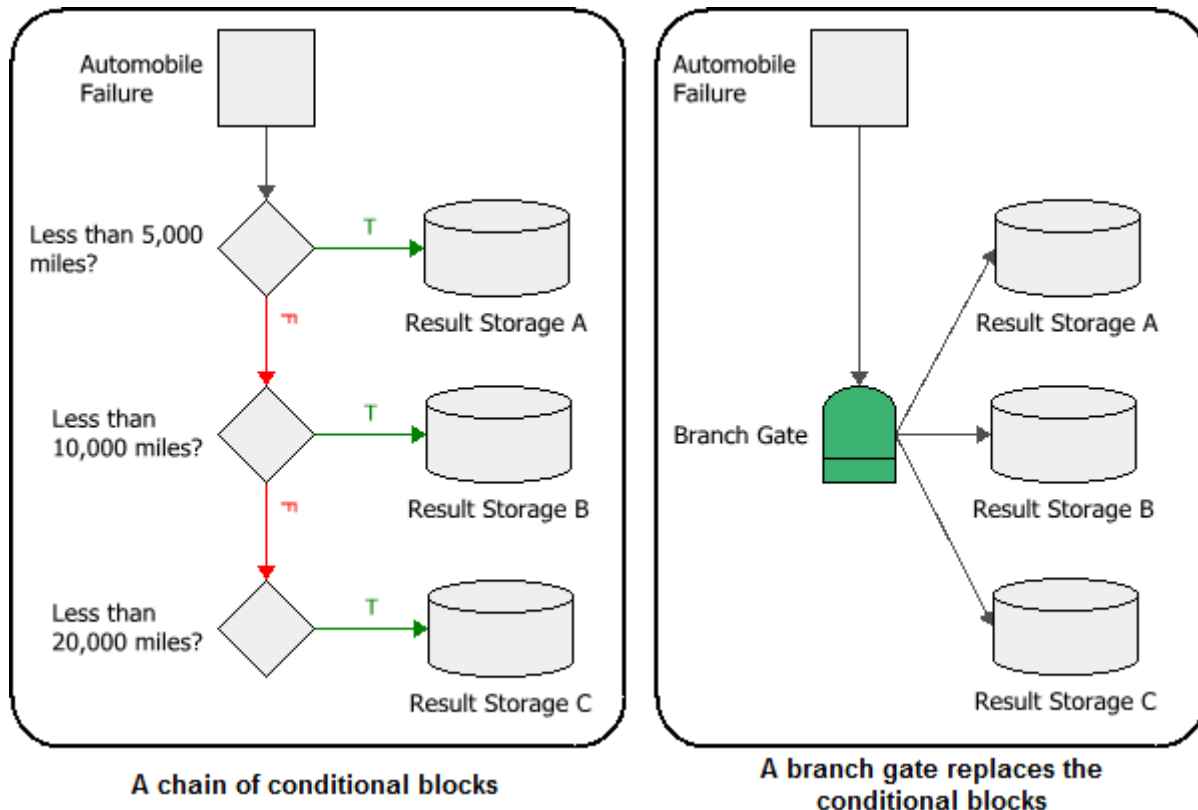 Automobile
Failure
Less than 5,000
miles?
T
Result Storage A
F
Less than
10,000 miles?
T
Result Storage B
F
Less than
20,000 miles?
T
Result Storage C
A chain of conditional blocks
Automobile
Failure
Result Storage A
Branch Gate
Result Storage B
Result Storage C
A branch gate replaces the
conditional blocks